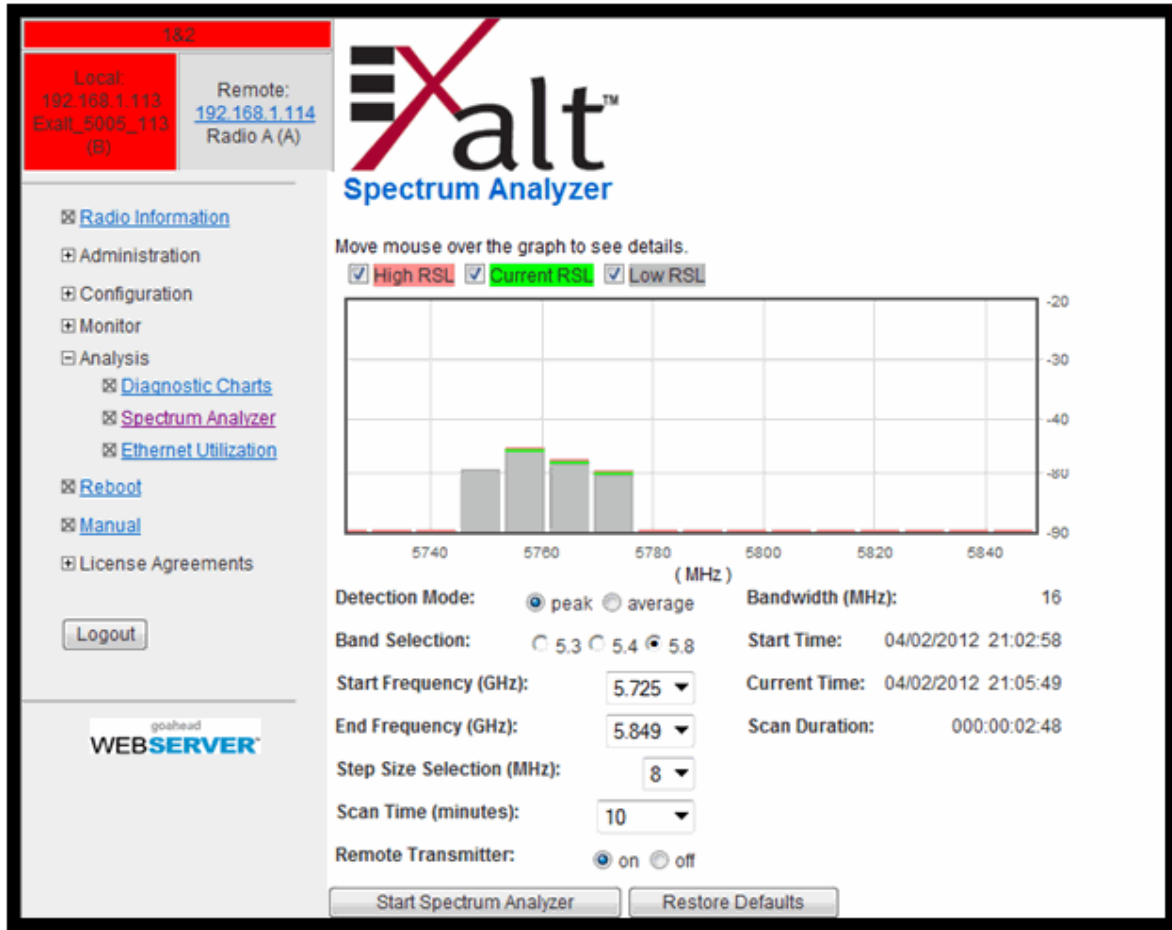 1&2
Local:
192.168.1.113
Exalt_5005_113
(B)
Remote:
192.168.1.114
Radio A (A)
EXalt™
Spectrum Analyzer
Radio Information
Administration
Configuration
Monitor
Analysis
Diagnostic Charts
Spectrum Analyzer
Ethernet Utilization
Reboot
Manual
License Agreements
Logout
goahead
WEBSERVER™
Move mouse over the graph to see details.
High RSL Current RSL Low RSL
-20
-30
-40
-80
-90
5740 5760 5780 5800 5820 5840
( MHz )
Detection Mode: peak average Bandwidth (MHz): 16
Band Selection: 5.3 5.4 5.8 Start Time: 04/02/2012 21:02:58
Start Frequency (GHz): 5.725 Current Time: 04/02/2012 21:05:49
End Frequency (GHz): 5.849 Scan Duration: 000:00:02:48
Step Size Selection (MHz): 8
Scan Time (minutes): 10
Remote Transmitter: on off
Start Spectrum Analyzer Restore Defaults